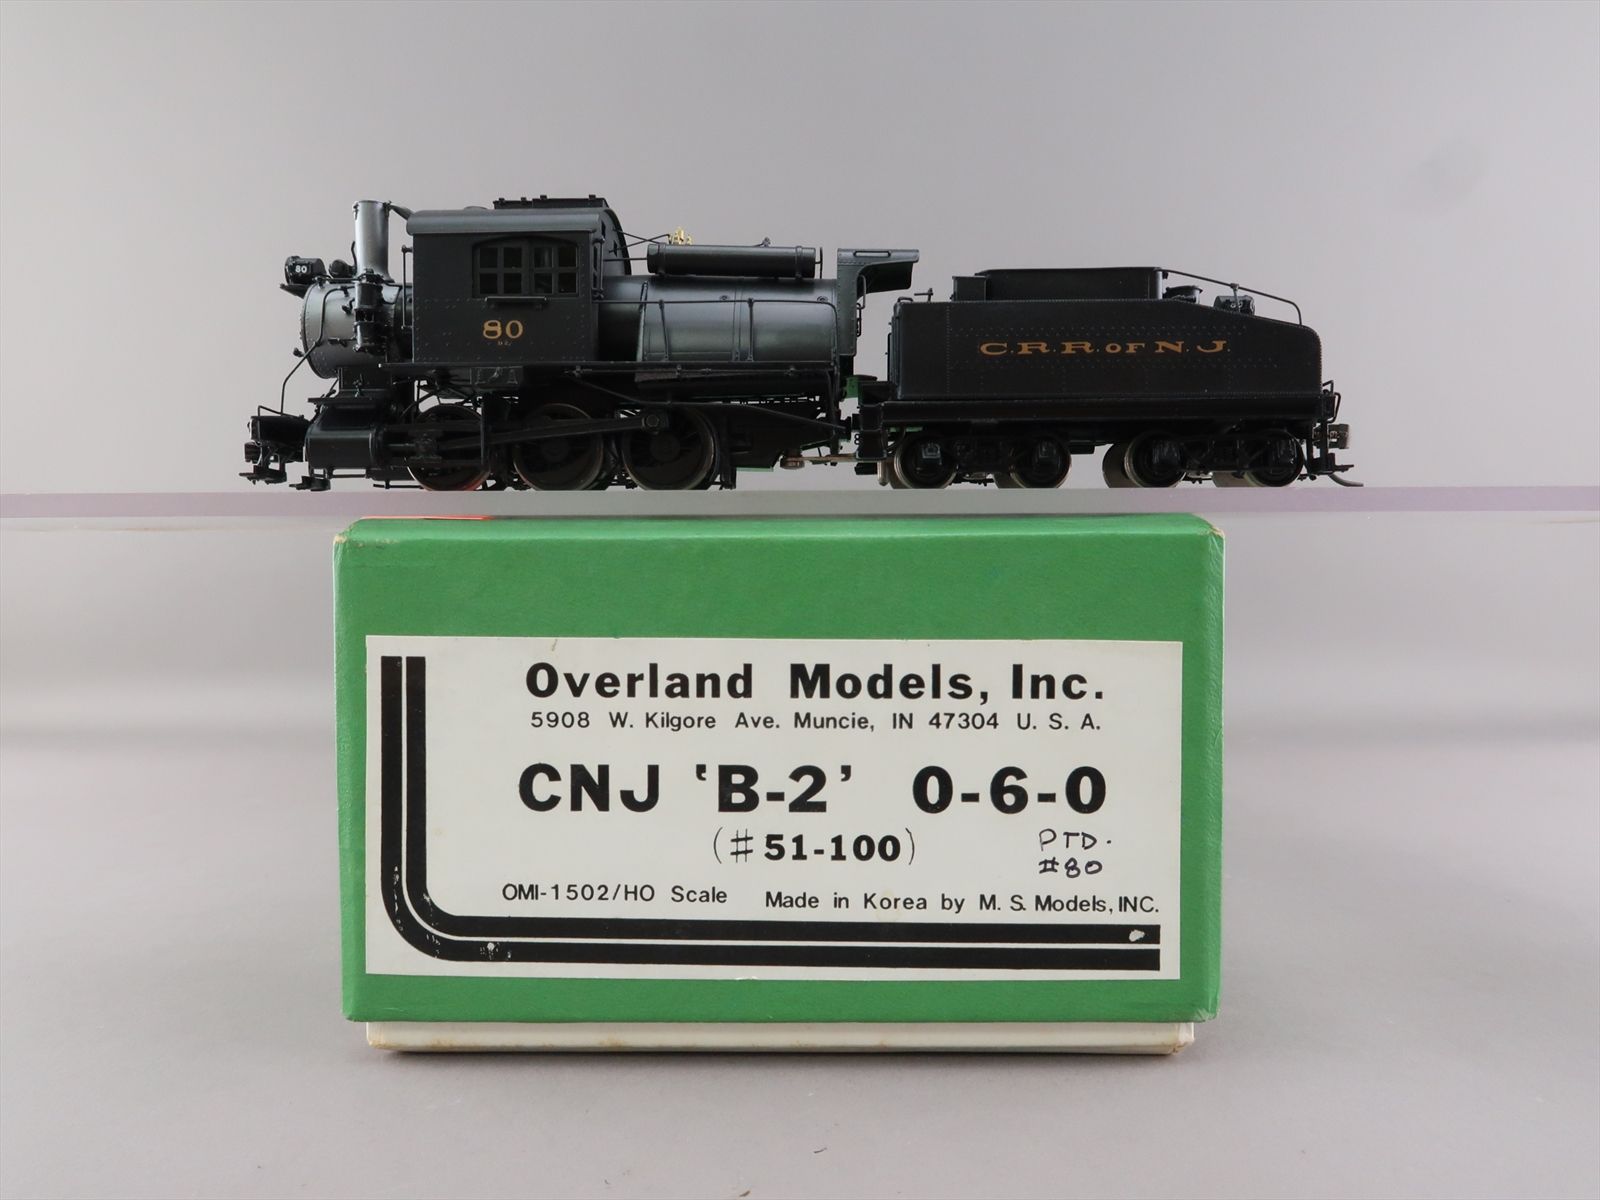 80
80
C.R.R. OF N.J.
Overland Models, Inc.
5908 W. Kilgore Ave. Muncie, IN 47304 U. S. A.
CNJ 'B-2' 0-6-0
(#51-100)
PTD.
#80
OMI-1502/HO Scale Made in Korea by M. S. Models, INC.